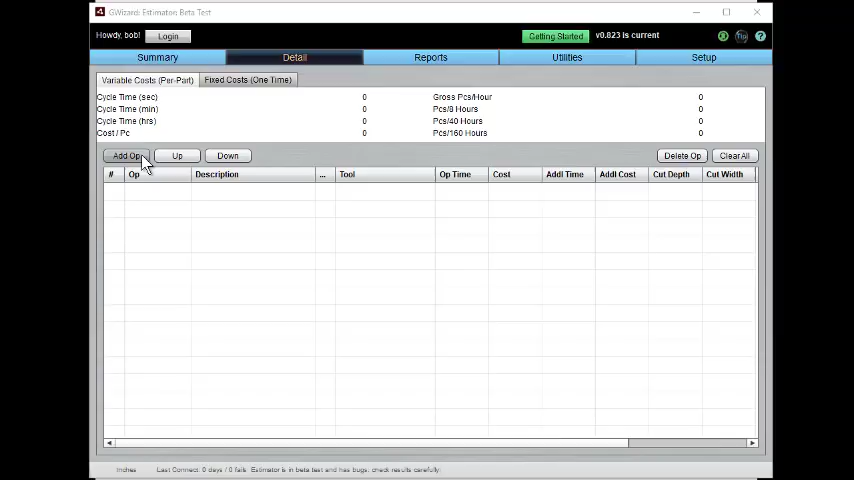 GWizard: Estimator: Beta Test
Howdy, bob! Login Getting Started v0.823 is current Tip ?
Summary Detail Reports Utilities Setup
Variable Costs (Per-Part) Fixed Costs (One Time)
Cycle Time (sec) 0 Gross Pcs/Hour 0
Cycle Time (min) 0 Pcs/8 Hours 0
Cycle Time (hrs) 0 Pcs/40 Hours 0
Cost / Pc 0 Pcs/160 Hours 0
Add Op Up Down Delete Op Clear All
# Op Description ... Tool Op Time Cost Addl Time Addl Cost Cut Depth Cut Width
Inches Last Connect: 0 days / 0 fails Estimator is in beta test and has bugs, check results carefully.